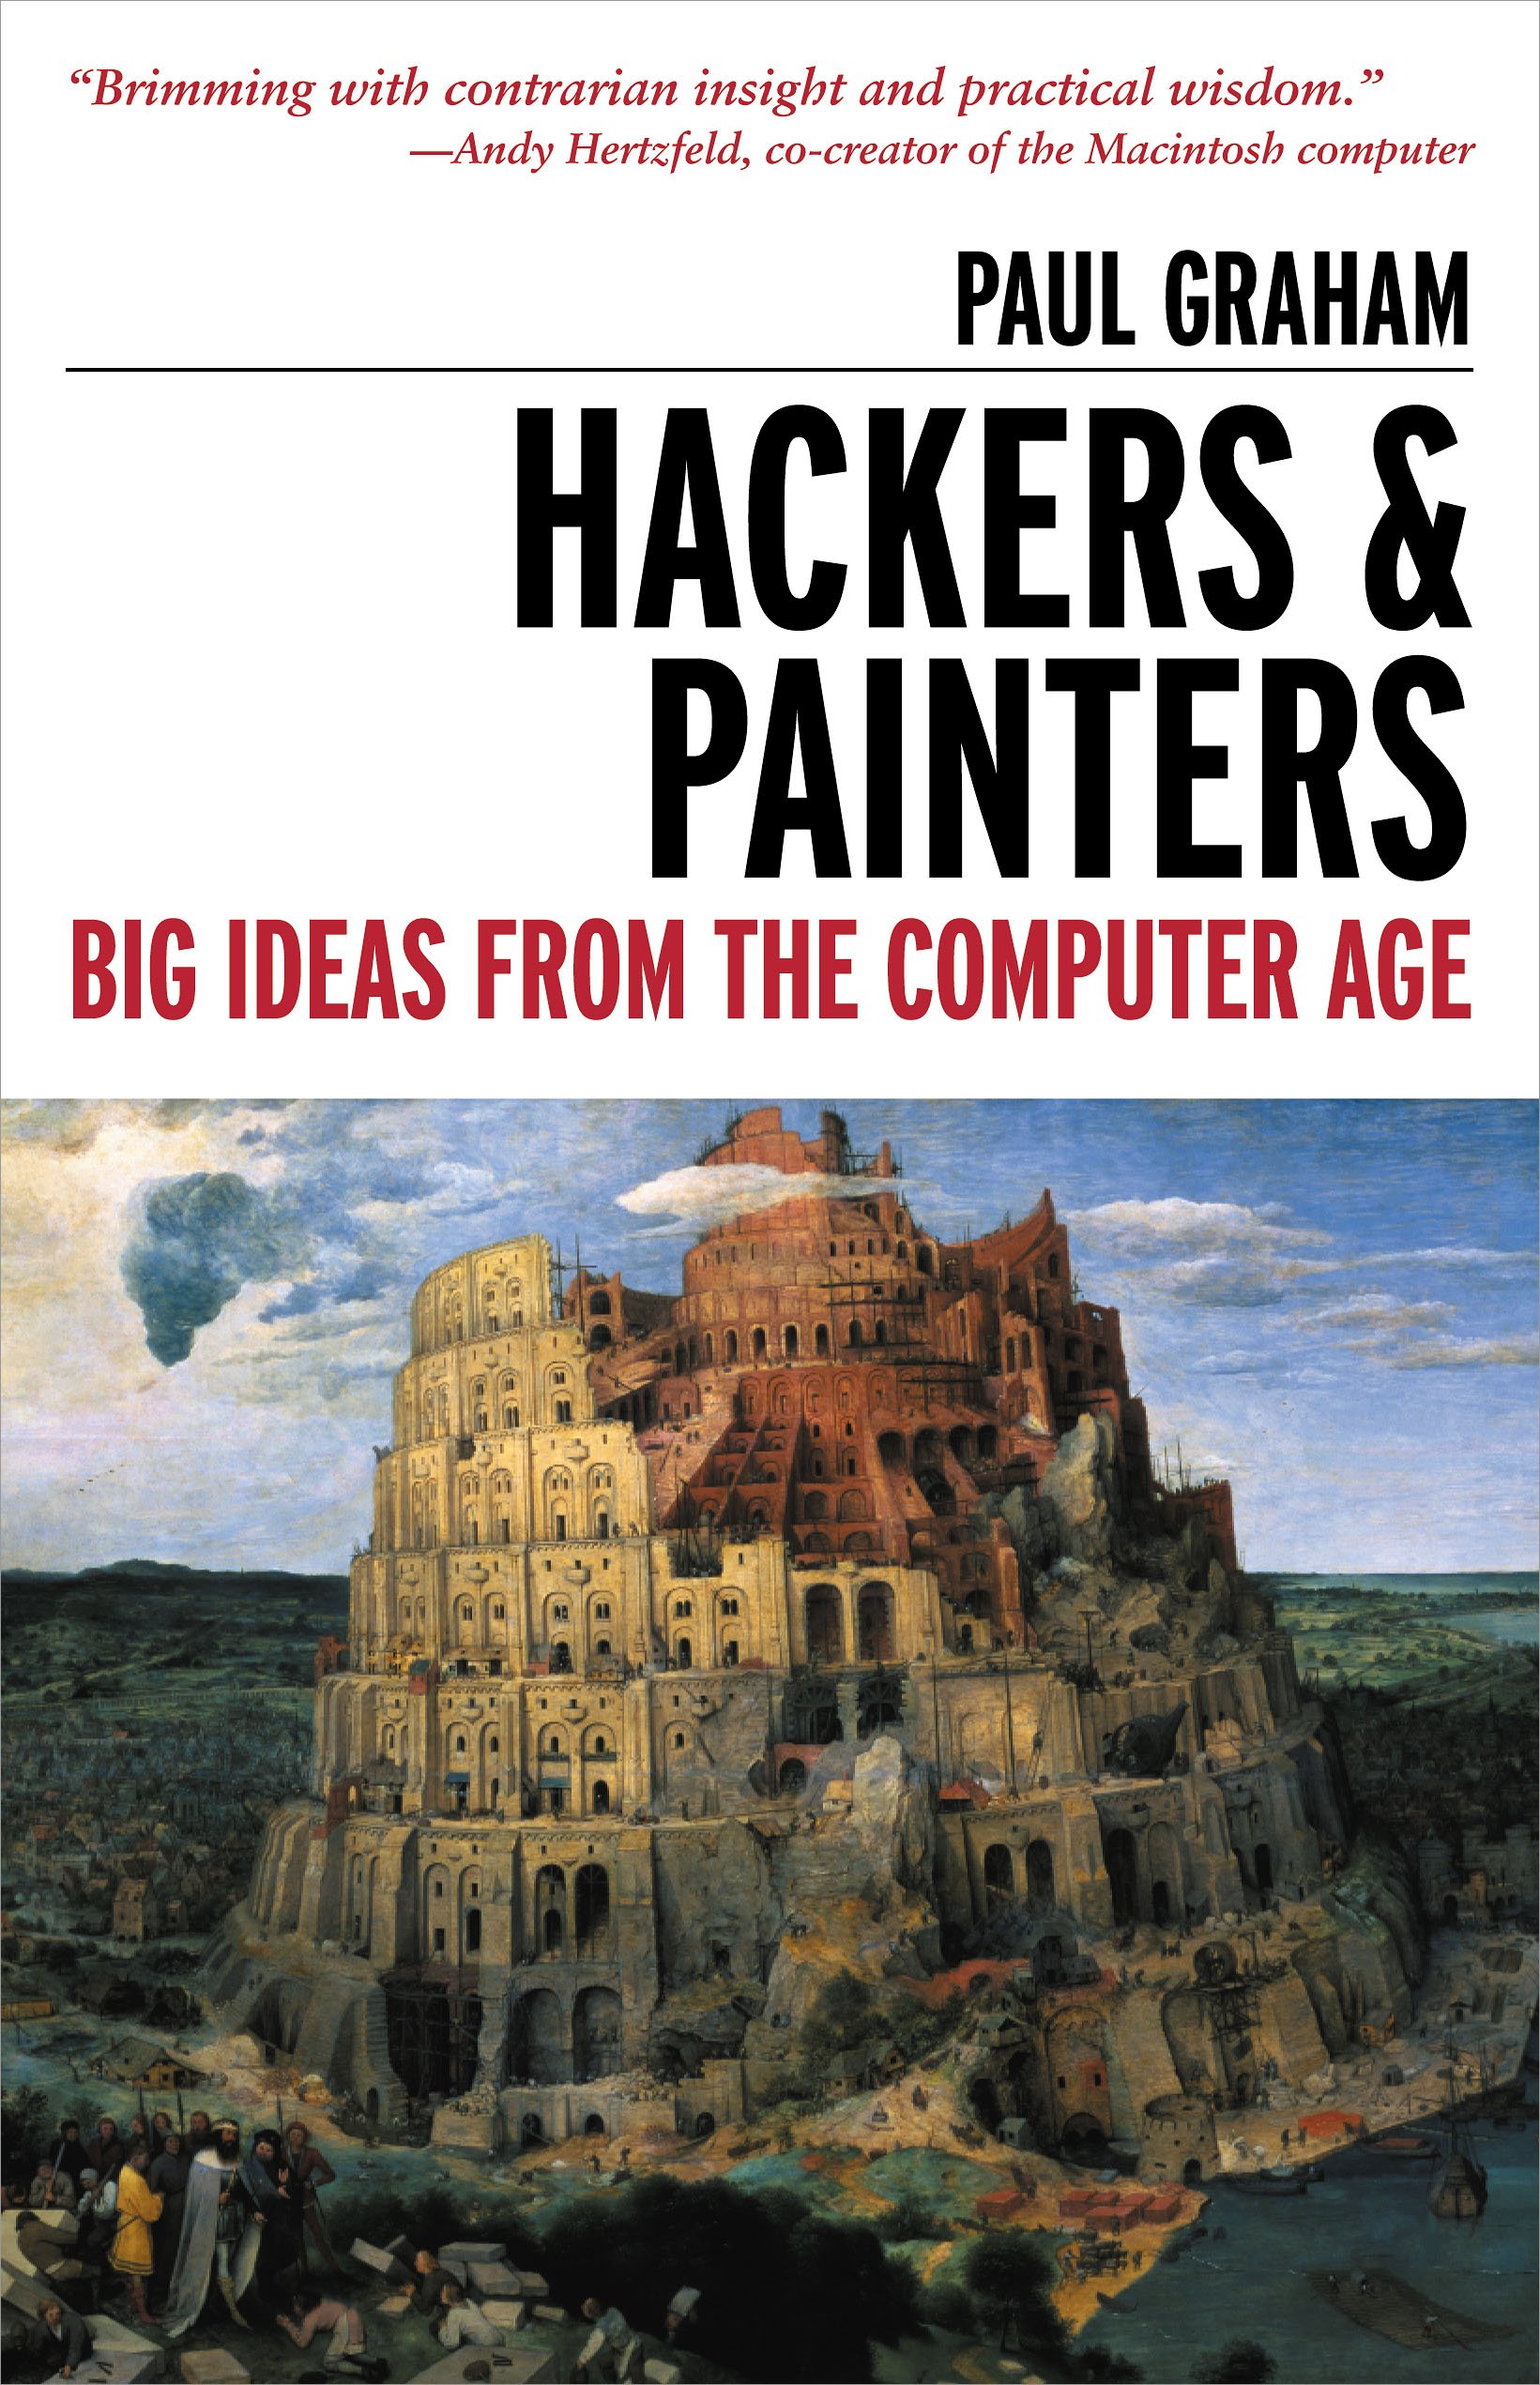 “Brimming with contrarian insight and practical wisdom.”
—Andy Hertzfeld, co-creator of the Macintosh computer
PAUL GRAHAM
HACKERS &
PAINTERS
BIG IDEAS FROM THE COMPUTER AGE